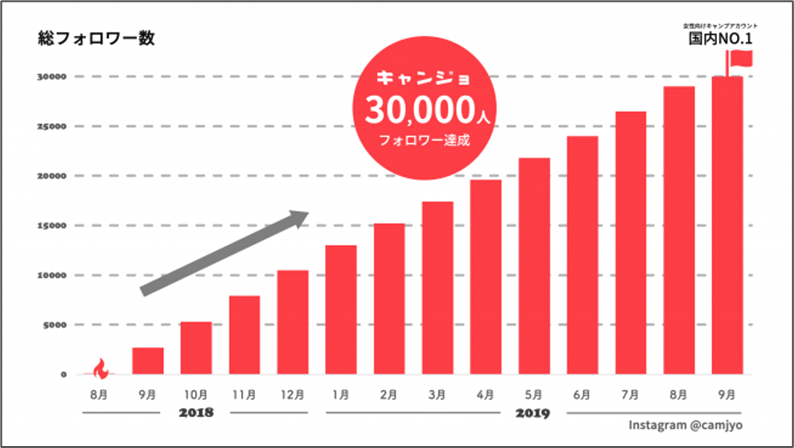 総フォロワー数
女性向けキャンプアカウント
国内NO.1
キャンジョ
30,000人
フォロワー達成
30000
25000
20000
15000
10000
5000
0
8月 9月 10月 11月 12月 1月 2月 3月 4月 5月 6月 7月 8月 9月
2018 2019
Instagram @camjyo